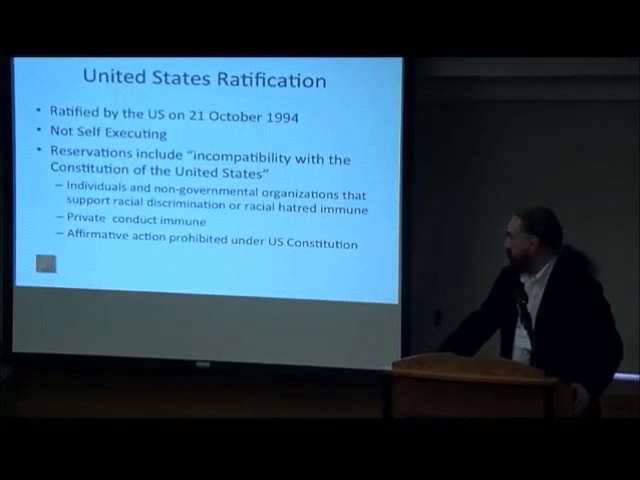 United States Ratification
• Ratified by the US on 21 October 1994
• Not Self Executing
• Reservations include “incompatibility with the
Constitution of the United States”
– Individuals and non-governmental organizations that
support racial discrimination or racial hatred immune
– Private conduct immune
– Affirmative action prohibited under US Constitution